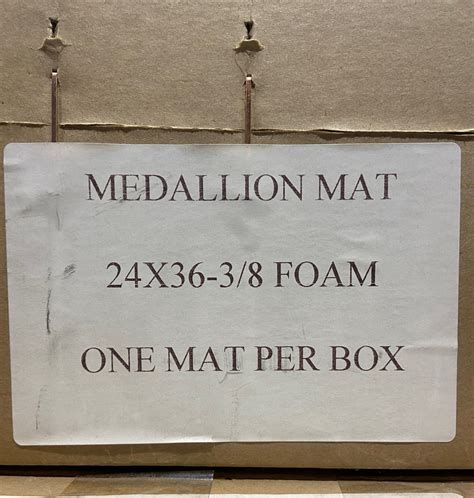 MEDALLION MAT
24X36-3/8 FOAM
ONE MAT PER BOX